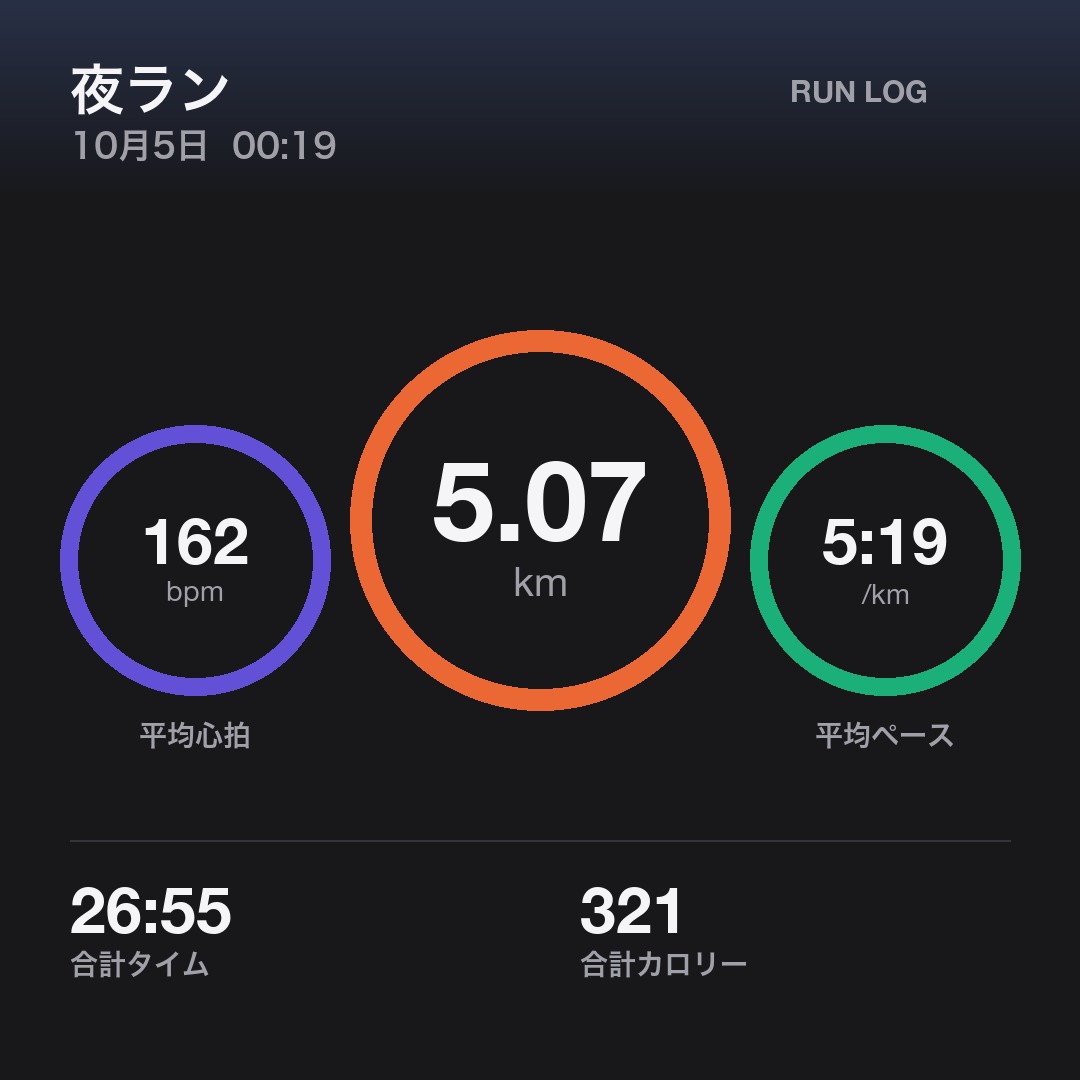 夜ラン
RUN LOG
10月5日 00:19
162
bpm
平均心拍
5.07
km
5:19
/km
平均ペース
26:55
合計タイム
321
合計カロリー